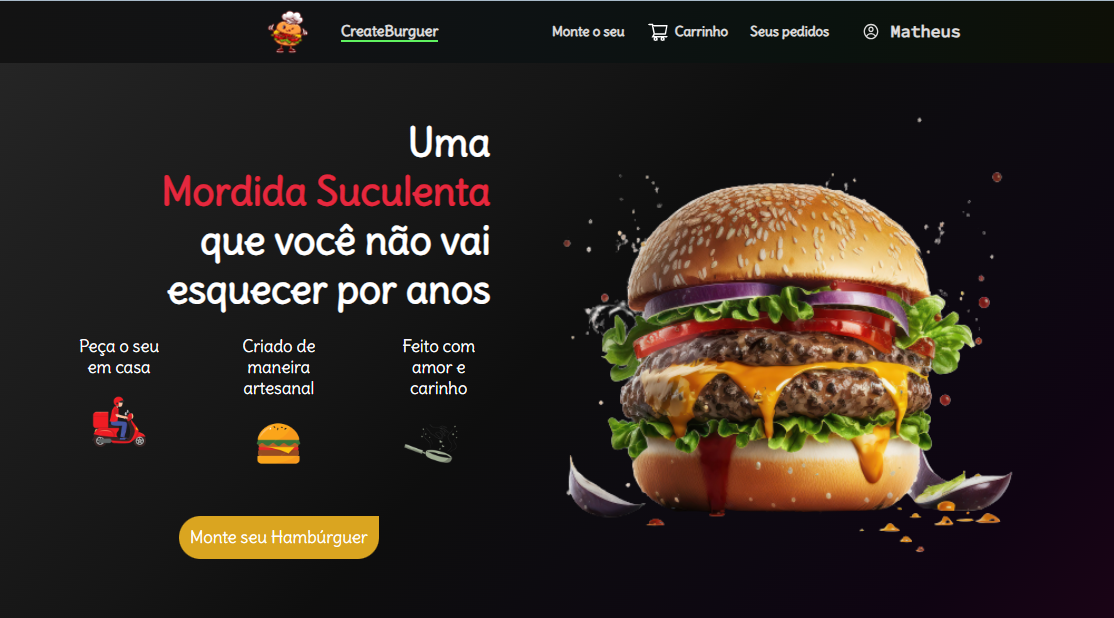 CreateBurguer
Monte o seu
Carrinho
Seus pedidos
Matheus
Uma
Mordida Suculenta
que você não vai
esquecer por anos
Peça o seu
em casa
Criado de
maneira
artesanal
Feito com
amor e
carinho
Monte seu Hambúrguer